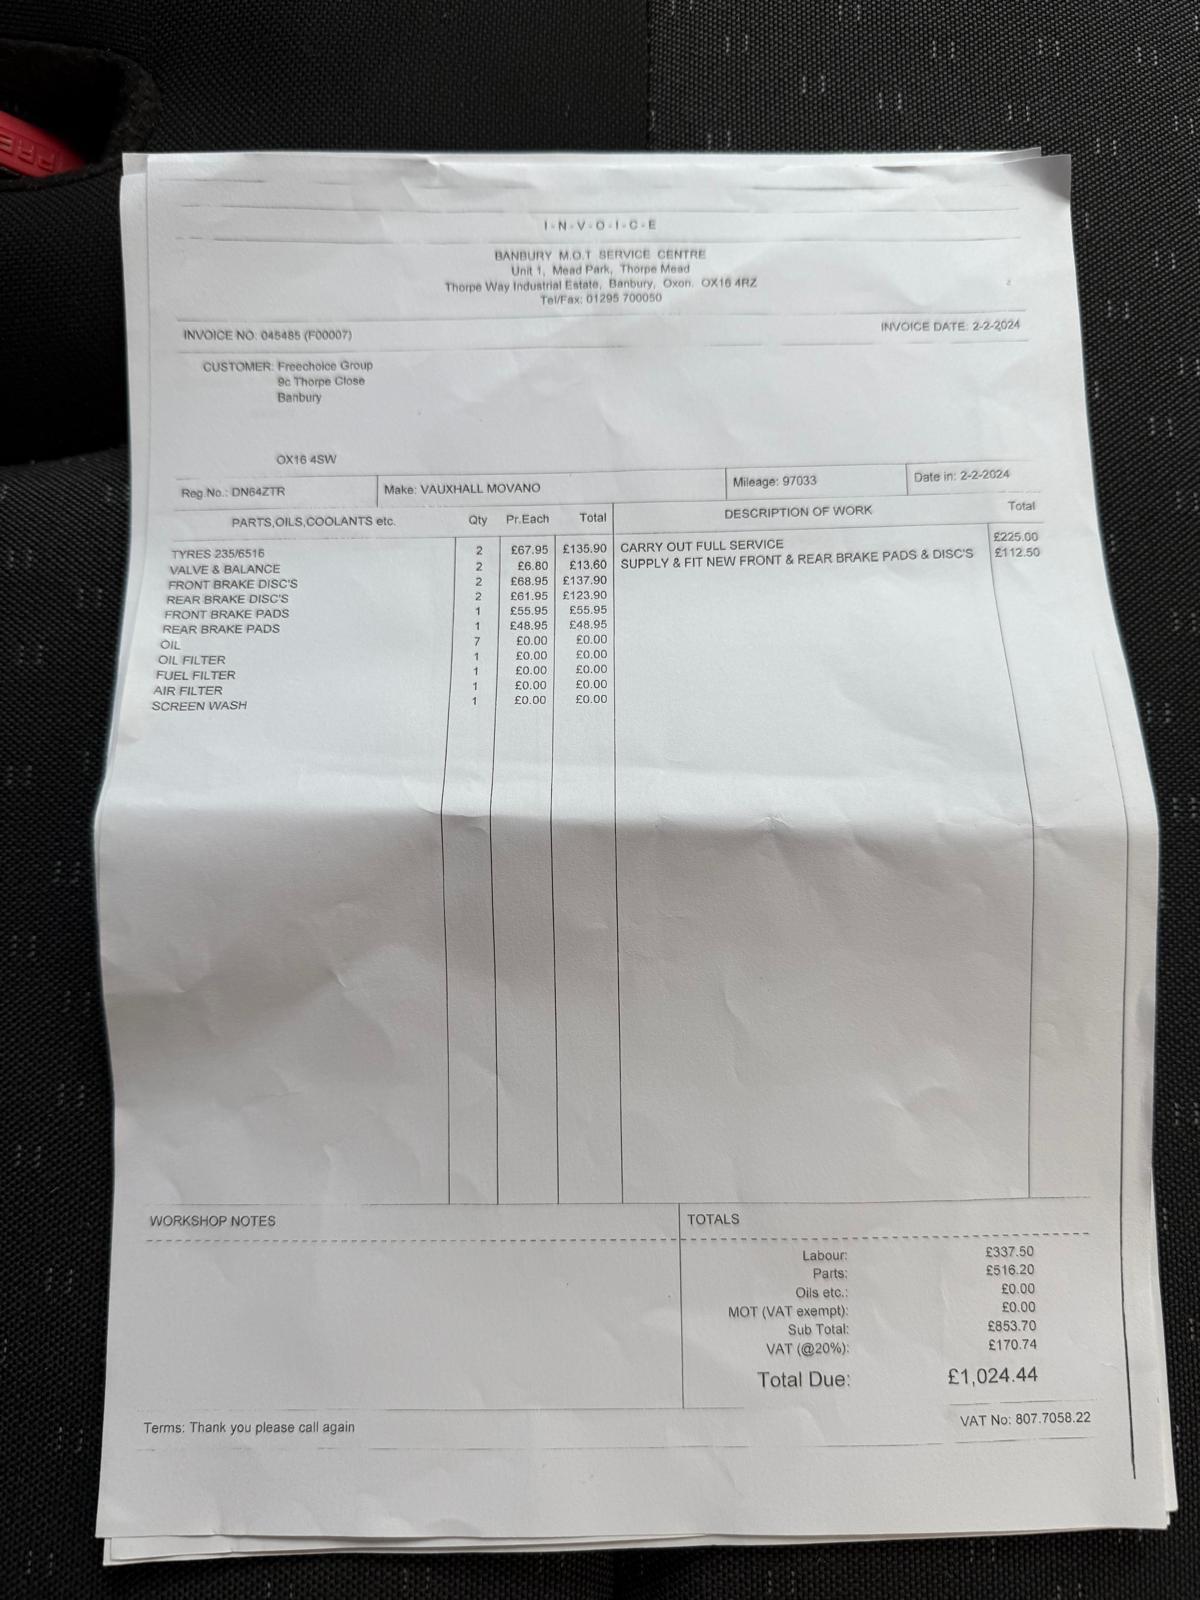 I-N-V-O-I-C-E
BANBURY M.O.T SERVICE CENTRE
Unit 1, Mead Park, Thorpe Mead
Thorpe Way Industrial Estate, Banbury, Oxon. OX16 4RZ
Tel/Fax: 01295 700050
INVOICE NO: 045485 (F00007) INVOICE DATE: 2-2-2024
CUSTOMER: Freechoice Group
9c Thorpe Close
Banbury
OX16 4SW
Reg.No.: DN64ZTR Make: VAUXHALL MOVANO Mileage: 97033 Date in: 2-2-2024
PARTS,OILS,COOLANTS etc. Qty Pr.Each Total DESCRIPTION OF WORK Total
TYRES 235/6516 2 £67.95 £135.90 CARRY OUT FULL SERVICE £225.00
VALVE & BALANCE 2 £6.80 £13.60 SUPPLY & FIT NEW FRONT & REAR BRAKE PADS & DISC'S £112.50
FRONT BRAKE DISC'S 2 £68.95 £137.90
REAR BRAKE DISC'S 2 £61.95 £123.90
FRONT BRAKE PADS 1 £55.95 £55.95
REAR BRAKE PADS 1 £48.95 £48.95
OIL 7 £0.00 £0.00
OIL FILTER 1 £0.00 £0.00
FUEL FILTER 1 £0.00 £0.00
AIR FILTER 1 £0.00 £0.00
SCREEN WASH 1 £0.00 £0.00
WORKSHOP NOTES TOTALS
Labour: £337.50
Parts: £516.20
Oils etc.: £0.00
MOT (VAT exempt): £0.00
Sub Total: £853.70
VAT (@20%): £170.74
Total Due: £1,024.44
Terms: Thank you please call again VAT No: 807.7058.22